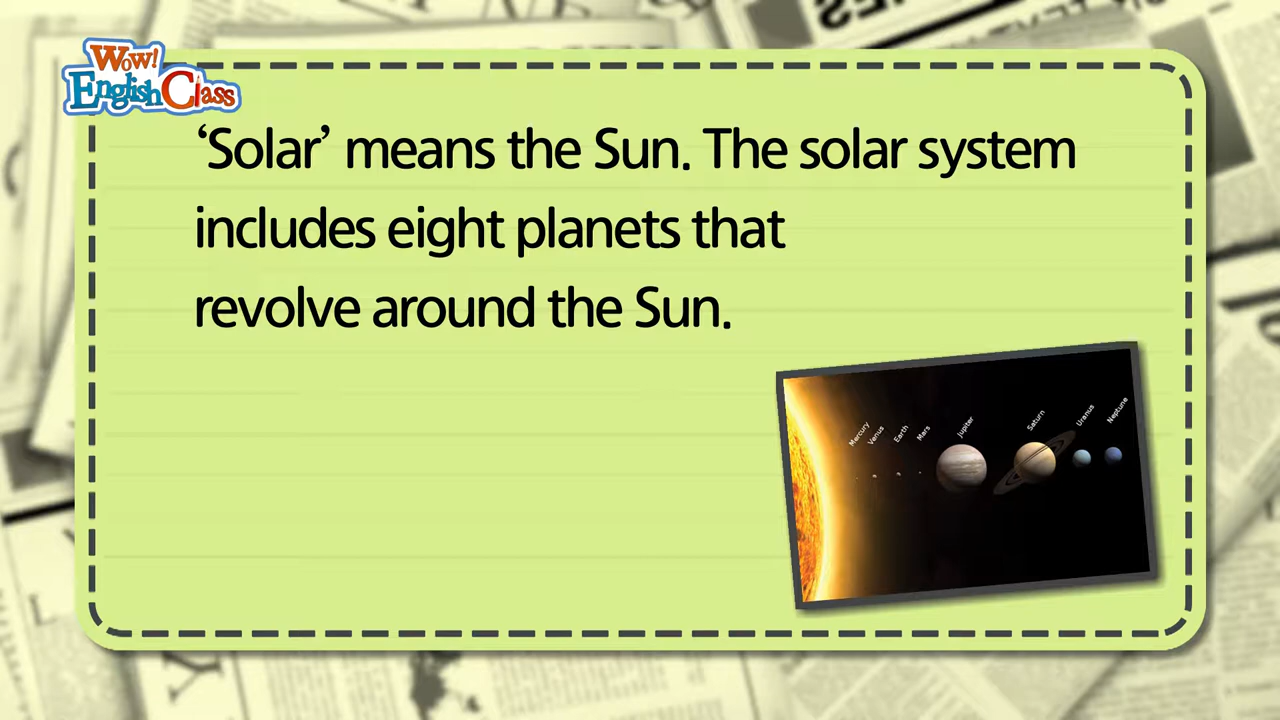 Wow!
English Class
‘Solar’ means the Sun. The solar system
includes eight planets that
revolve around the Sun.
Mercury
Venus
Earth
Mars
Jupiter
Saturn
Uranus
Neptune